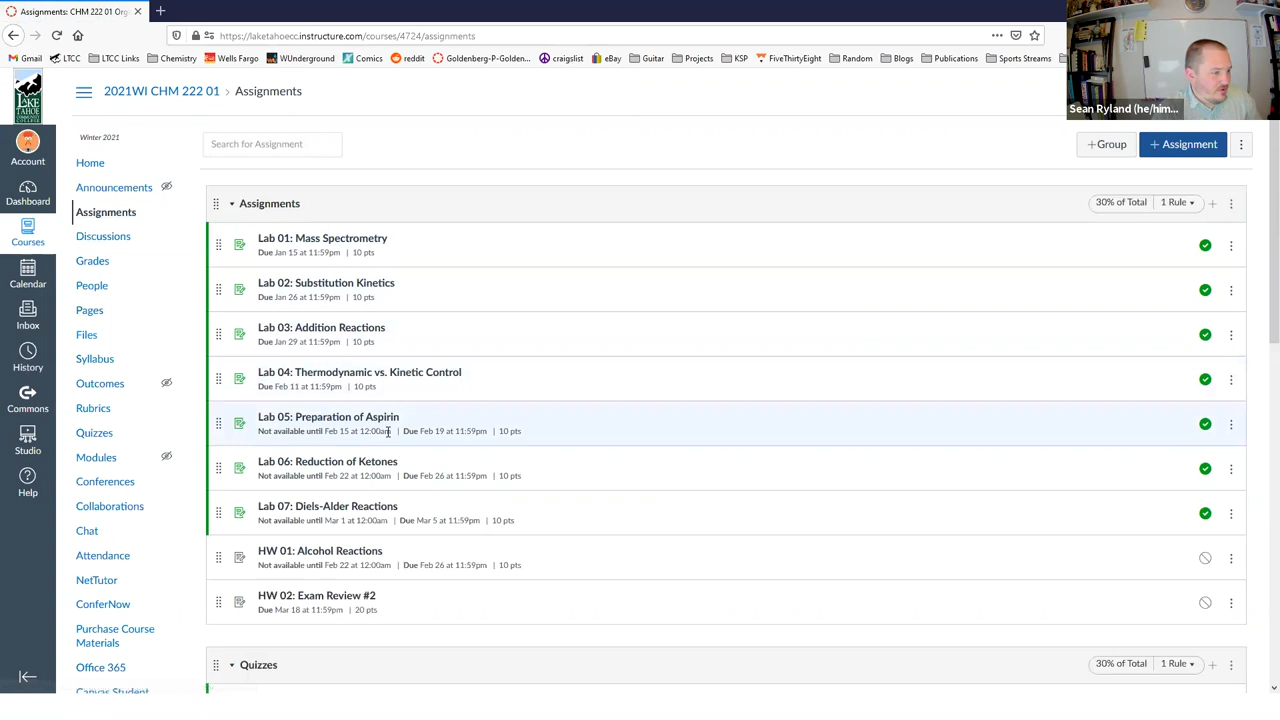 Assignments: CHM 222 01 Org
https://laketahoecc.instructure.com/courses/4724/assignments
Gmail LTCC LTCC Links Chemistry Wells Fargo WUnderground Comics reddit Goldenberg-P-Golden... craigslist eBay Guitar Projects KSP FiveThirtyEight Random Blogs Publications Sports Streams
Sean Ryland (he/him...
LAKE TAHOE
2021WI CHM 222 01 › Assignments
Account
Dashboard
Courses
Calendar
Inbox
History
Commons
Studio
Help
Winter 2021
Home
Announcements
Assignments
Discussions
Grades
People
Pages
Files
Syllabus
Outcomes
Rubrics
Quizzes
Modules
Conferences
Collaborations
Chat
Attendance
NetTutor
ConferNow
Purchase Course
Materials
Office 365
Canvas Student
Search for Assignment
+Group
+ Assignment
Assignments
30% of Total 1 Rule
Lab 01: Mass Spectrometry
Due Jan 15 at 11:59pm | 10 pts
Lab 02: Substitution Kinetics
Due Jan 26 at 11:59pm | 10 pts
Lab 03: Addition Reactions
Due Jan 29 at 11:59pm | 10 pts
Lab 04: Thermodynamic vs. Kinetic Control
Due Feb 11 at 11:59pm | 10 pts
Lab 05: Preparation of Aspirin
Not available until Feb 15 at 12:00am | Due Feb 19 at 11:59pm | 10 pts
Lab 06: Reduction of Ketones
Not available until Feb 22 at 12:00am | Due Feb 26 at 11:59pm | 10 pts
Lab 07: Diels-Alder Reactions
Not available until Mar 1 at 12:00am | Due Mar 5 at 11:59pm | 10 pts
HW 01: Alcohol Reactions
Not available until Feb 22 at 12:00am | Due Feb 26 at 11:59pm | 10 pts
HW 02: Exam Review #2
Due Mar 18 at 11:59pm | 20 pts
Quizzes
30% of Total 1 Rule